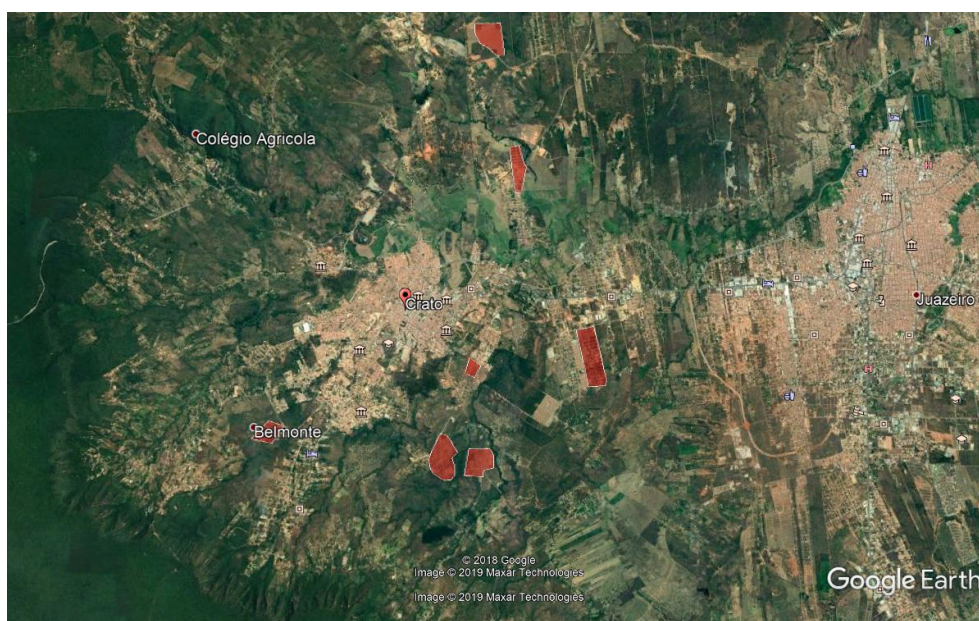 Colégio Agricola
Crato
Juazeiro
Belmonte
© 2018 Google
Image © 2019 Maxar Technologies
Image © 2019 Maxar Technologies
Google Earth